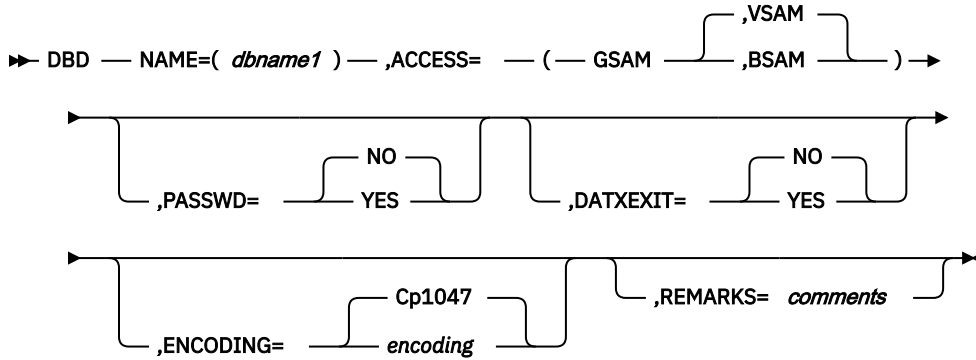 ,VSAM
DBD NAME=( dbname1 ) ,ACCESS= ( GSAM ,BSAM )
NO NO
,PASSWD= YES ,DATXEXIT= YES
Cp1047 ,REMARKS= comments
,ENCODING= encoding